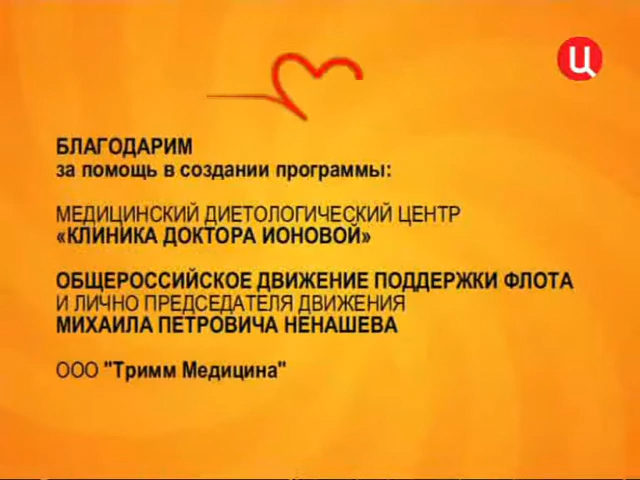 Ц
БЛАГОДАРИМ
за помощь в создании программы:
МЕДИЦИНСКИЙ ДИЕТОЛОГИЧЕСКИЙ ЦЕНТР
«КЛИНИКА ДОКТОРА ИОНОВОЙ»
ОБЩЕРОССИЙСКОЕ ДВИЖЕНИЕ ПОДДЕРЖКИ ФЛОТА
И ЛИЧНО ПРЕДСЕДАТЕЛЯ ДВИЖЕНИЯ
МИХАИЛА ПЕТРОВИЧА НЕНАШЕВА
ООО "Тримм Медицина"